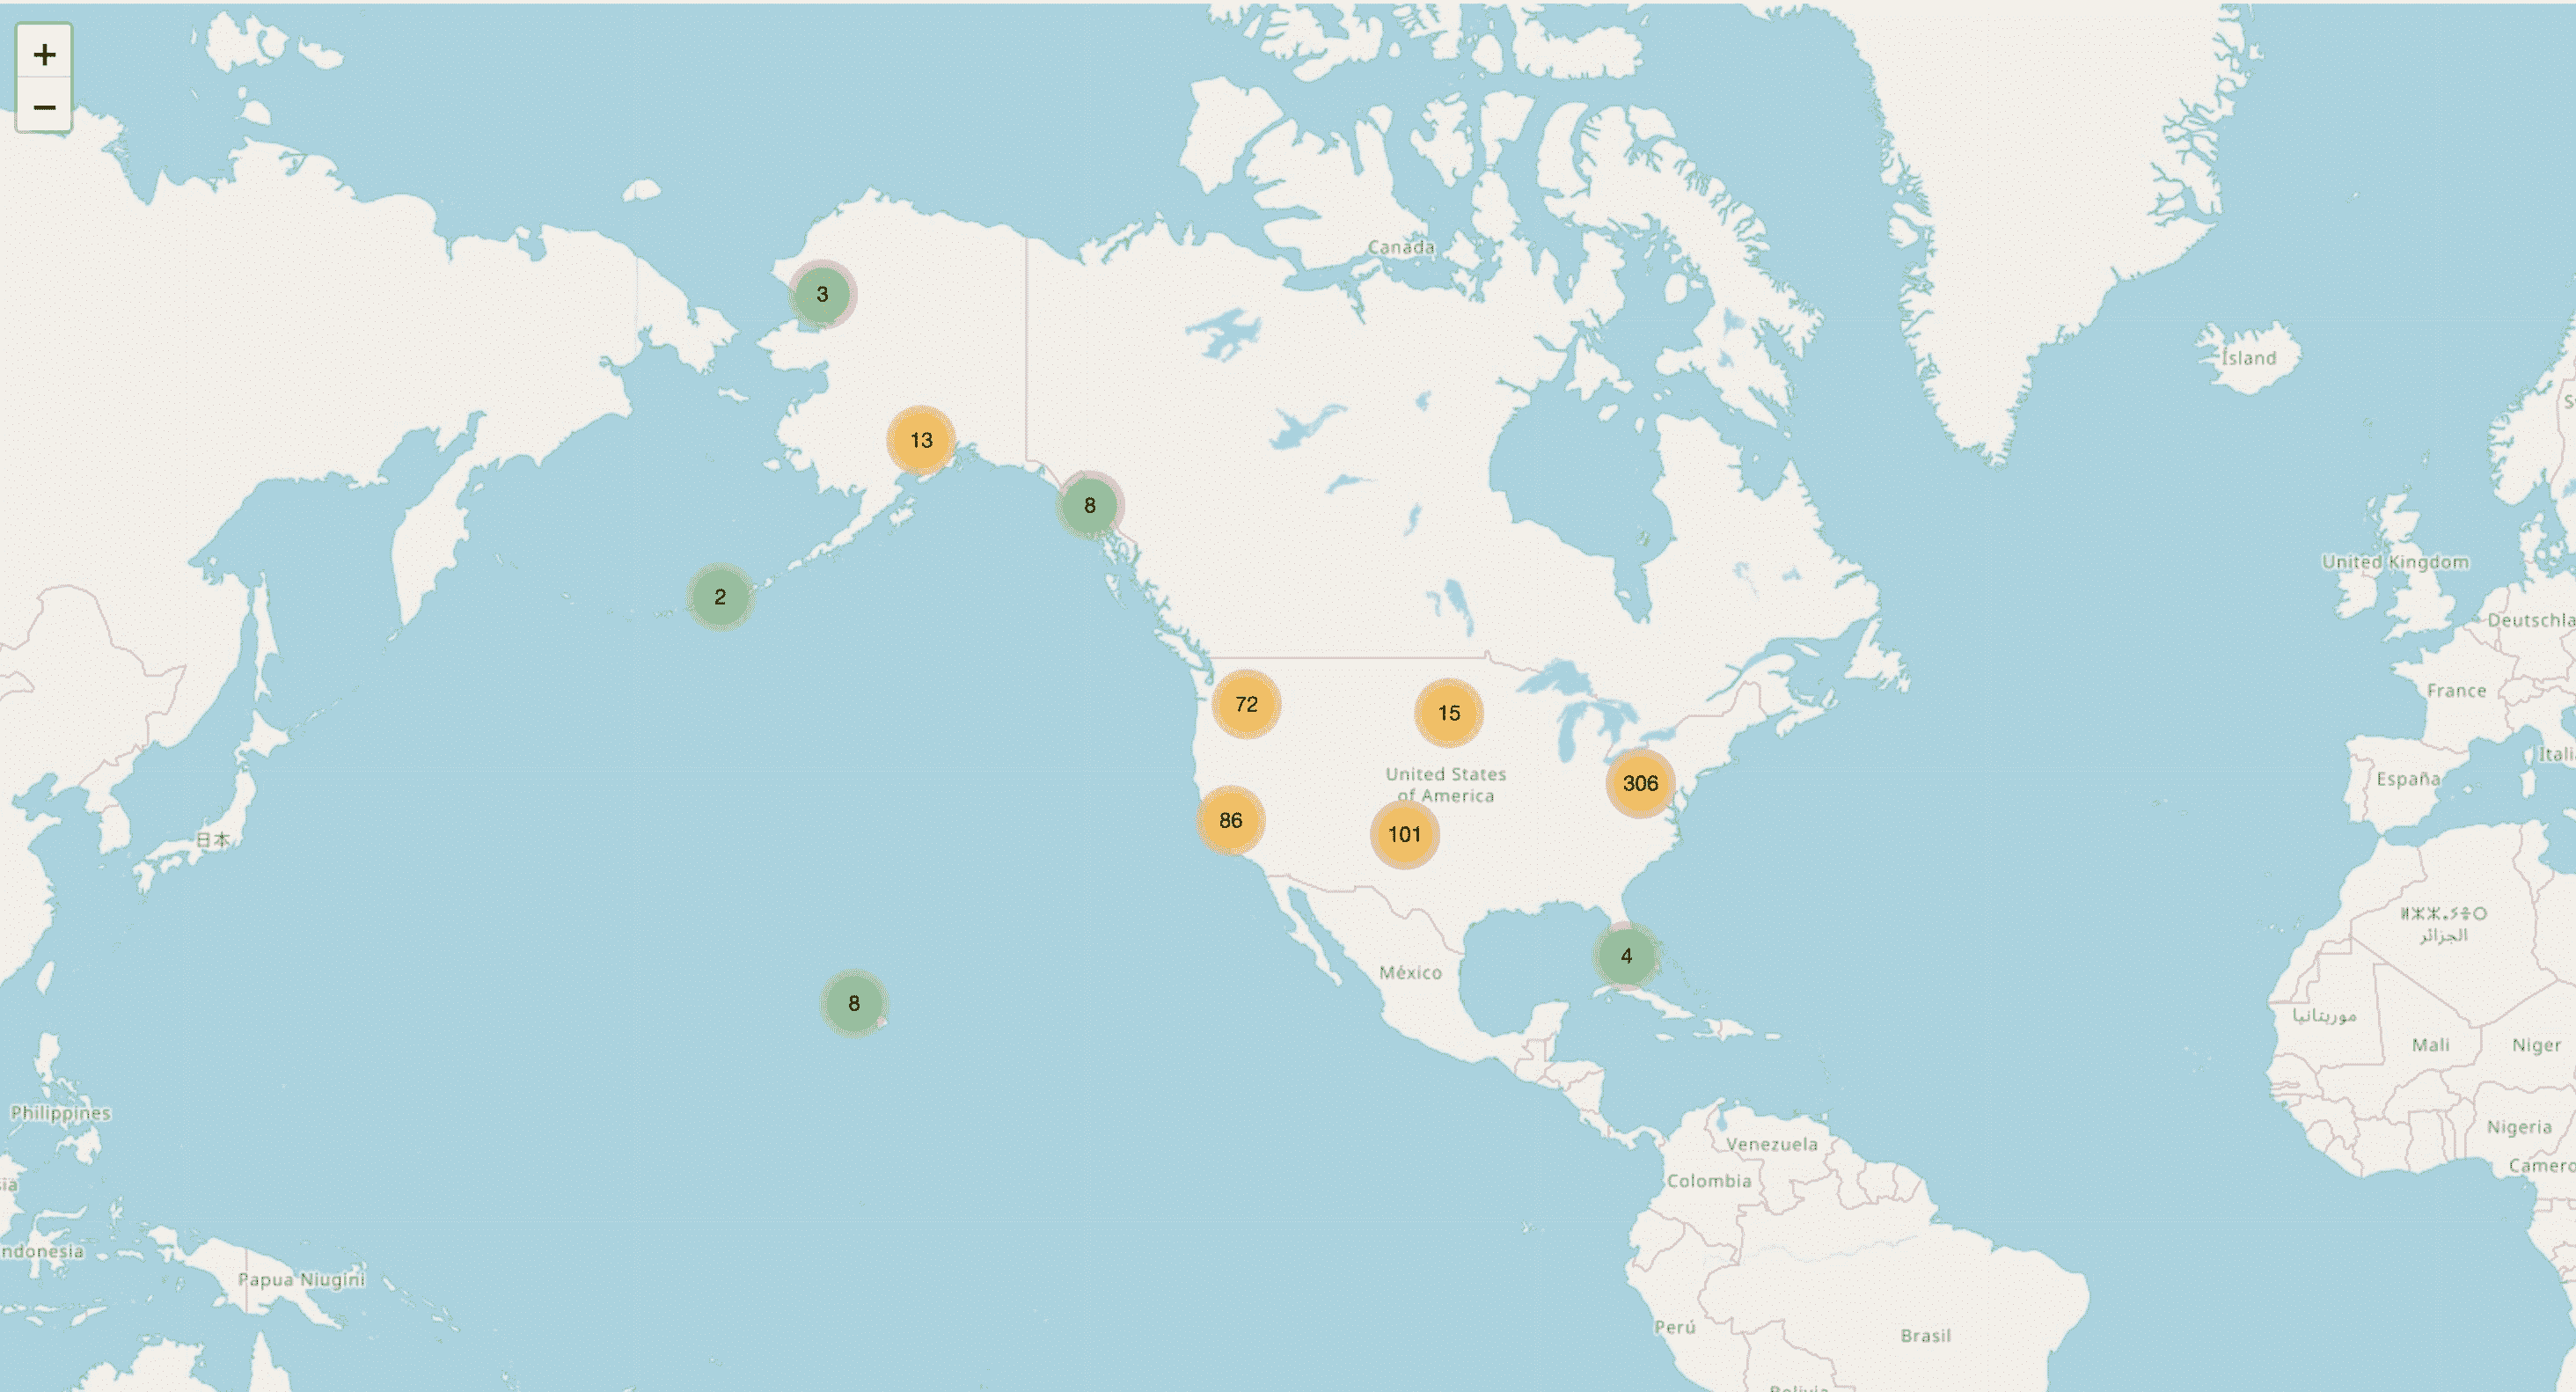 +
−
Canada
Ísland
3
13
8
2
United Kingdom
Deutschla
France
72
15
Itali
España
United States
of America
306
86
101
日本
ⵍⵣⵣⴰⵢⴻⵔ
الجزائر
4
México
8
موريتانيا
Mali
Niger
Philippines
Nigeria
Venezuela
Camero
Colombia
ndonesia
Papua Niugini
Perú
Brasil